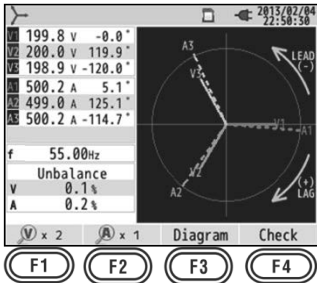 2013/02/04
22:50:30
V1 199.8 V -0.0°
V2 200.0 V 119.9°
V3 198.9 V -120.0°
A1 500.2 A 5.1°
A2 499.0 A 125.1°
A3 500.2 A -114.7°
f 55.00Hz
Unbalance
V 0.1%
A 0.2%
A3
V3
LEAD
(-)
V1
A1
V2
A2
(+)
LAG
V x 2
A x 1
Diagram
Check
F1
F2
F3
F4